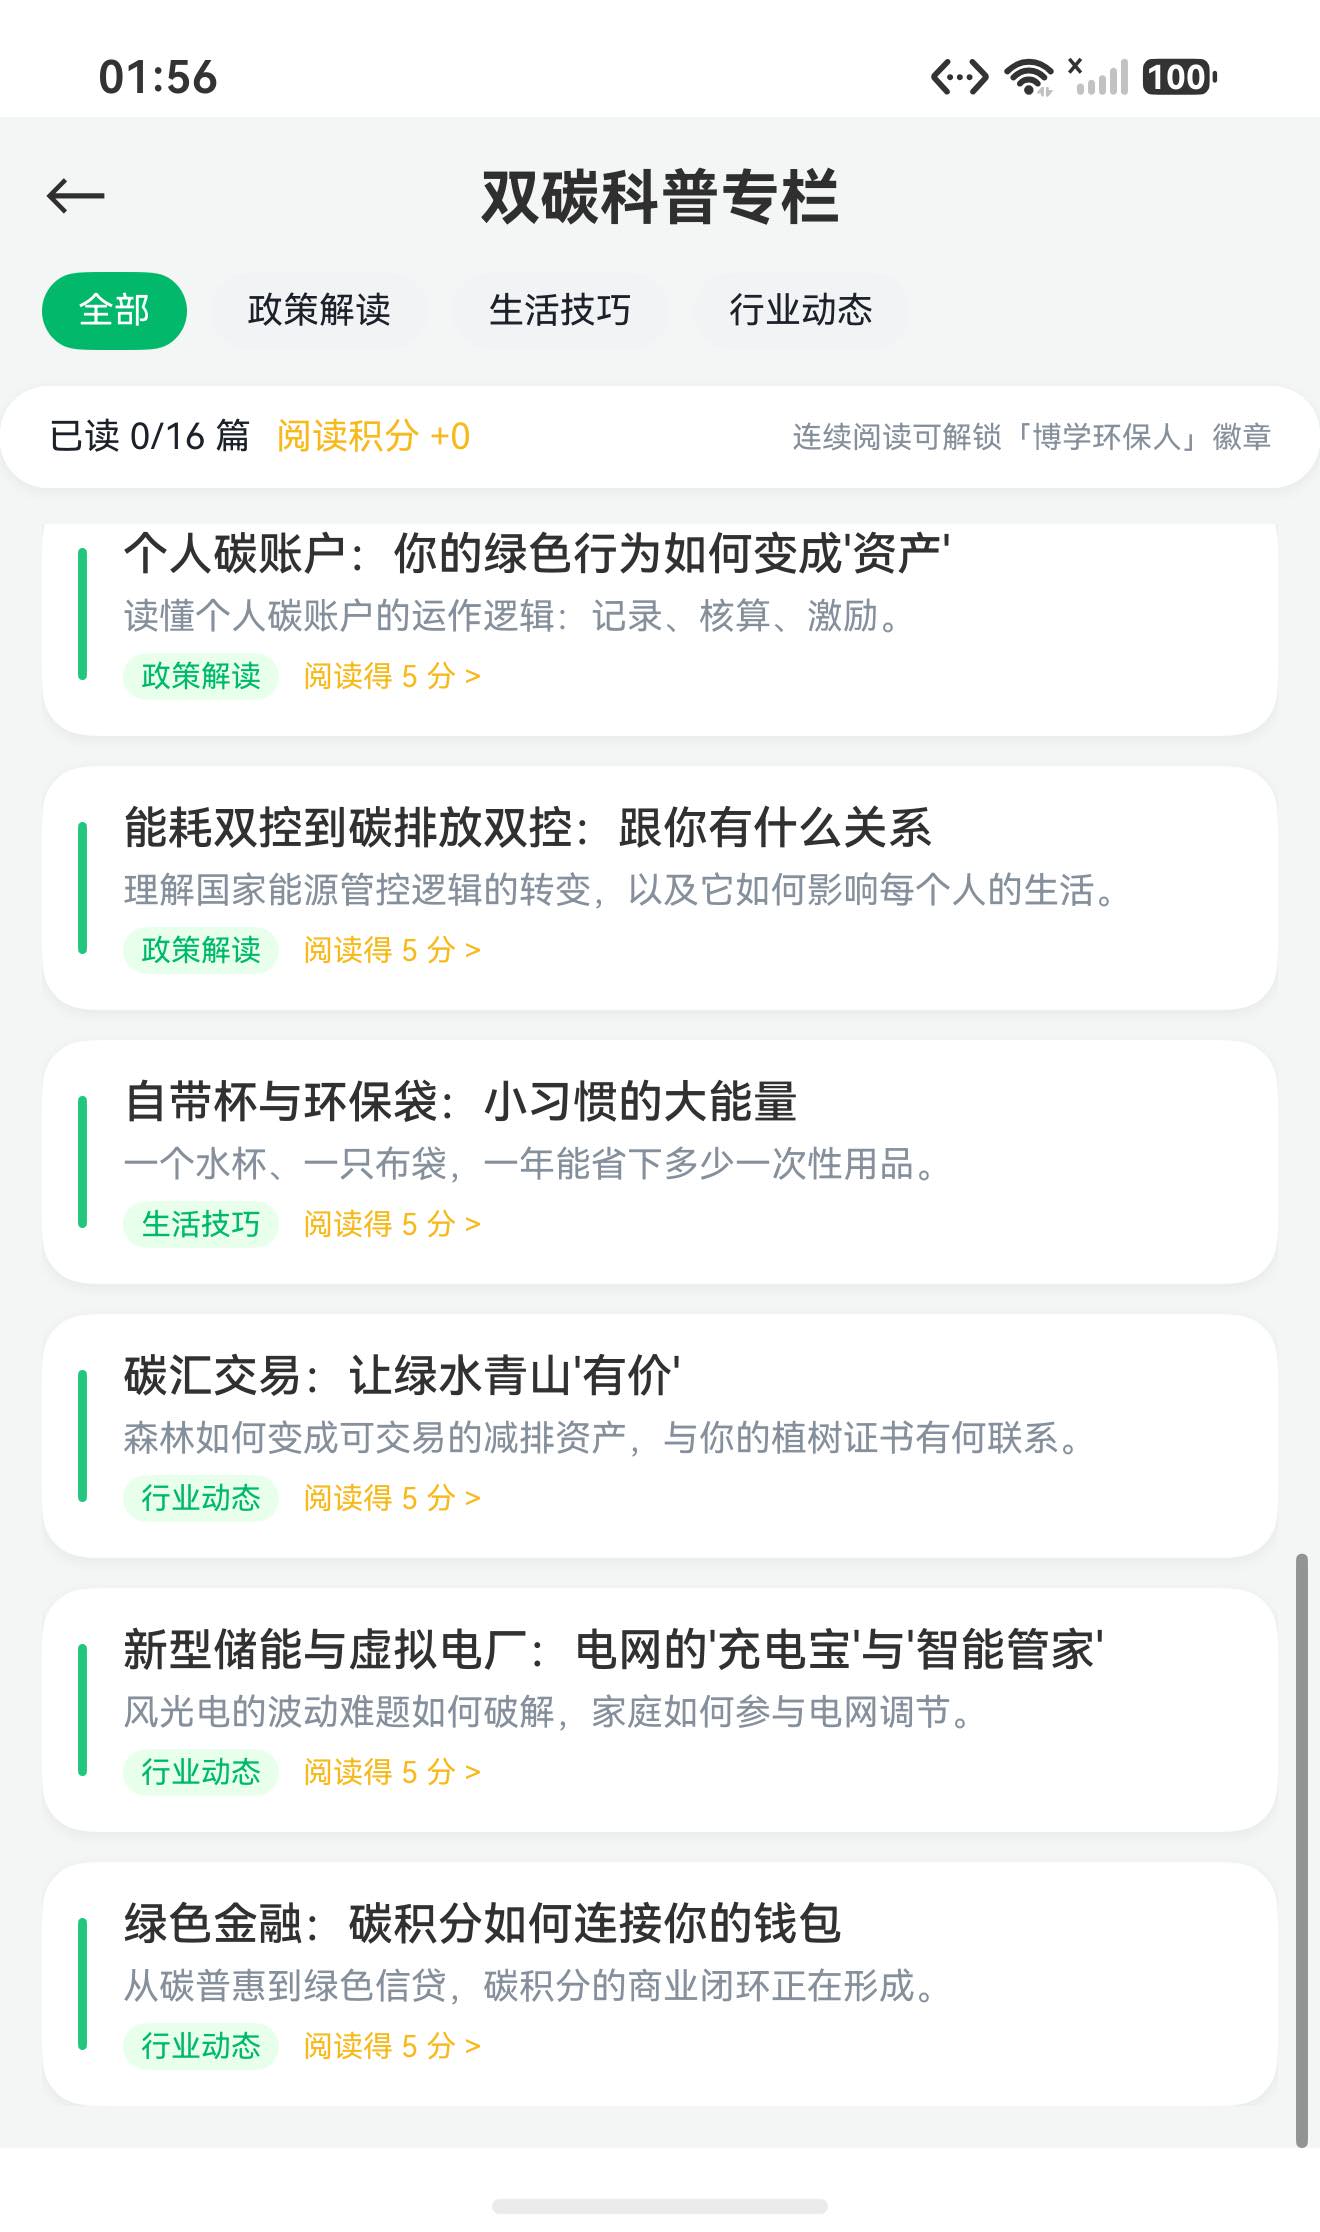 01:56
100
双碳科普专栏
全部 政策解读 生活技巧 行业动态
已读 0/16 篇 阅读积分 +0 连续阅读可解锁「博学环保人」徽章
个人碳账户：你的绿色行为如何变成'资产'
读懂个人碳账户的运作逻辑：记录、核算、激励。
政策解读 阅读得 5 分 >
能耗双控到碳排放双控：跟你有什么关系
理解国家能源管控逻辑的转变，以及它如何影响每个人的生活。
政策解读 阅读得 5 分 >
自带杯与环保袋：小习惯的大能量
一个水杯、一只布袋，一年能省下多少一次性用品。
生活技巧 阅读得 5 分 >
碳汇交易：让绿水青山'有价'
森林如何变成可交易的减排资产，与你的植树证书有何联系。
行业动态 阅读得 5 分 >
新型储能与虚拟电厂：电网的'充电宝'与'智能管家'
风光电的波动难题如何破解，家庭如何参与电网调节。
行业动态 阅读得 5 分 >
绿色金融：碳积分如何连接你的钱包
从碳普惠到绿色信贷，碳积分的商业闭环正在形成。
行业动态 阅读得 5 分 >